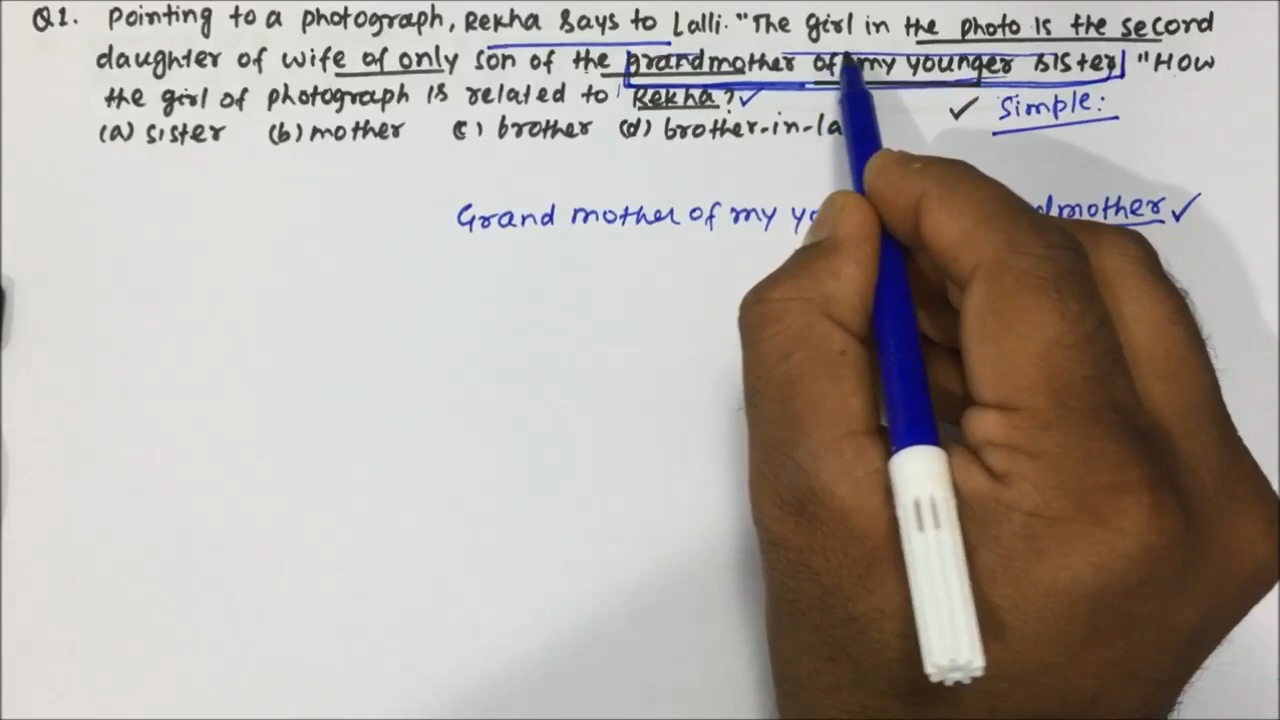 Q1. Pointing to a photograph, Rekha says to Lalli. "The girl in the photo is the second
daughter of wife of only son of the grandmother of my younger sister "How
the girl of photograph is related to Rekha?
(a) sister (b) mother (c) brother (d) brother-in-la
Simple:
Grand mother of my